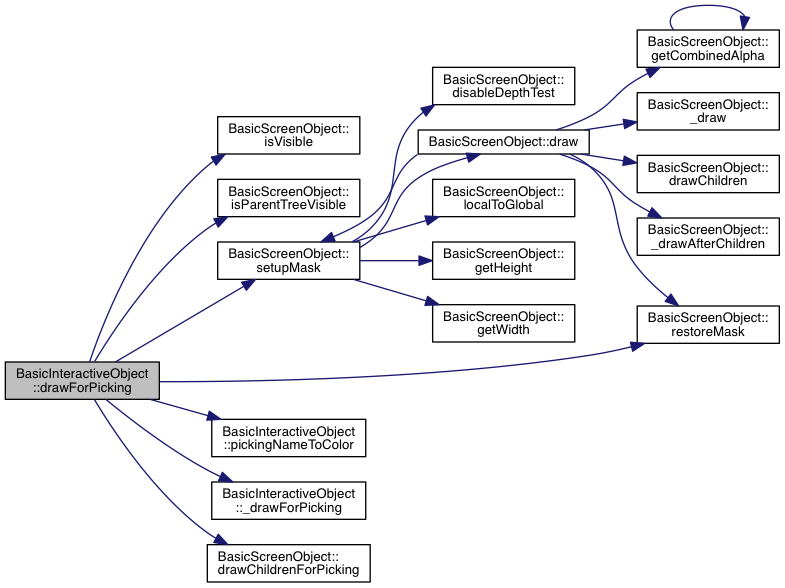 BasicScreenObject::
getCombinedAlpha
BasicScreenObject::
disableDepthTest
BasicScreenObject::
_draw
BasicScreenObject::
isVisible
BasicScreenObject::draw
BasicScreenObject::
drawChildren
BasicScreenObject::
isParentTreeVisible
BasicScreenObject::
localToGlobal
BasicScreenObject::
_drawAfterChildren
BasicScreenObject::
setupMask
BasicScreenObject::
getHeight
BasicScreenObject::
getWidth
BasicScreenObject::
restoreMask
BasicInteractiveObject
::drawForPicking
BasicInteractiveObject
::pickingNameToColor
BasicInteractiveObject
::_drawForPicking
BasicScreenObject::
drawChildrenForPicking